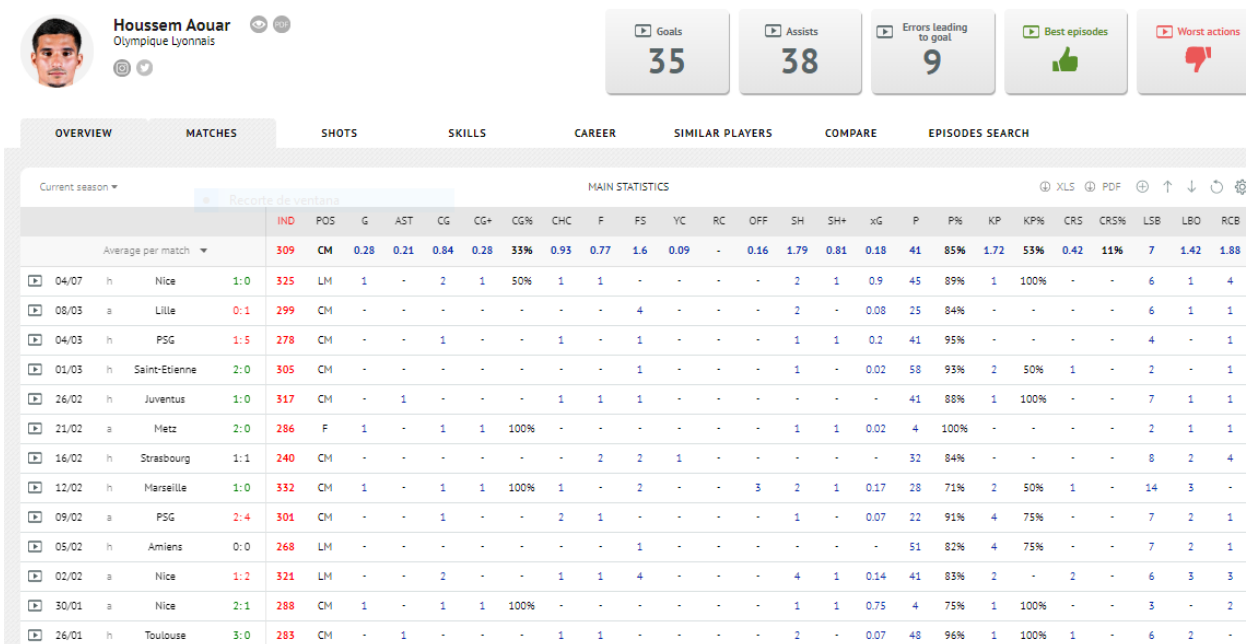 Houssem Aouar PDF
Olympique Lyonnais
Goals
35
Assists
38
Errors leading
to goal
9
Best episodes
Worst actions
OVERVIEW MATCHES SHOTS SKILLS CAREER SIMILAR PLAYERS COMPARE EPISODES SEARCH
Current season MAIN STATISTICS XLS PDF
Recorte de ventana
IND POS G AST CG CG+ CG% CHC F FS YC RC OFF SH SH+ xG P P% KP KP% CRS CRS% LSB LBO RCB
Average per match 309 CM 0.28 0.21 0.84 0.28 33% 0.93 0.77 1.6 0.09 - 0.16 1.79 0.81 0.18 41 85% 1.72 53% 0.42 11% 7 1.42 1.88
04/07 h Nice 1:0 325 LM 1 - 2 1 50% 1 1 - - - - 2 1 0.9 45 89% 1 100% - - 6 1 4
08/03 a Lille 0:1 299 CM - - - - - - - 4 - - - 2 - 0.08 25 84% - - - - 6 1 1
04/03 h PSG 1:5 278 CM - - 1 - - 1 - 1 - - - 1 1 0.2 41 95% - - - - 4 - 1
01/03 h Saint-Etienne 2:0 305 CM - - - - - - - 1 - - - 1 - 0.02 58 93% 2 50% 1 - 2 - 1
26/02 h Juventus 1:0 317 CM - 1 - - - 1 1 1 - - - - - - 41 88% 1 100% - - 7 1 1
21/02 a Metz 2:0 286 F 1 - 1 1 100% - - - - - - 1 1 0.02 4 100% - - - - 2 1 1
16/02 h Strasbourg 1:1 240 CM - - - - - - 2 2 1 - - - - - 32 84% - - - - 8 2 4
12/02 h Marseille 1:0 332 CM 1 - 1 1 100% 1 - 2 - - 3 2 1 0.17 28 71% 2 50% 1 - 14 3 -
09/02 a PSG 2:4 301 CM - - 1 - - 2 1 - - - - 1 - 0.07 22 91% 4 75% - - 7 2 1
05/02 h Amiens 0:0 268 LM - - - - - - - 1 - - - - - - 51 82% 4 75% - - 7 2 1
02/02 a Nice 1:2 321 LM - - 2 - - 1 1 4 - - - 4 1 0.14 41 83% 2 - 2 - 6 3 3
30/01 a Nice 2:1 288 CM 1 - 1 1 100% - - - - - - 1 1 0.75 4 75% 1 100% - - 3 - 2
26/01 h Toulouse 3:0 283 CM - 1 - - - 1 1 - - - - 2 - 0.07 48 96% 1 100% 1 - 6 2 -